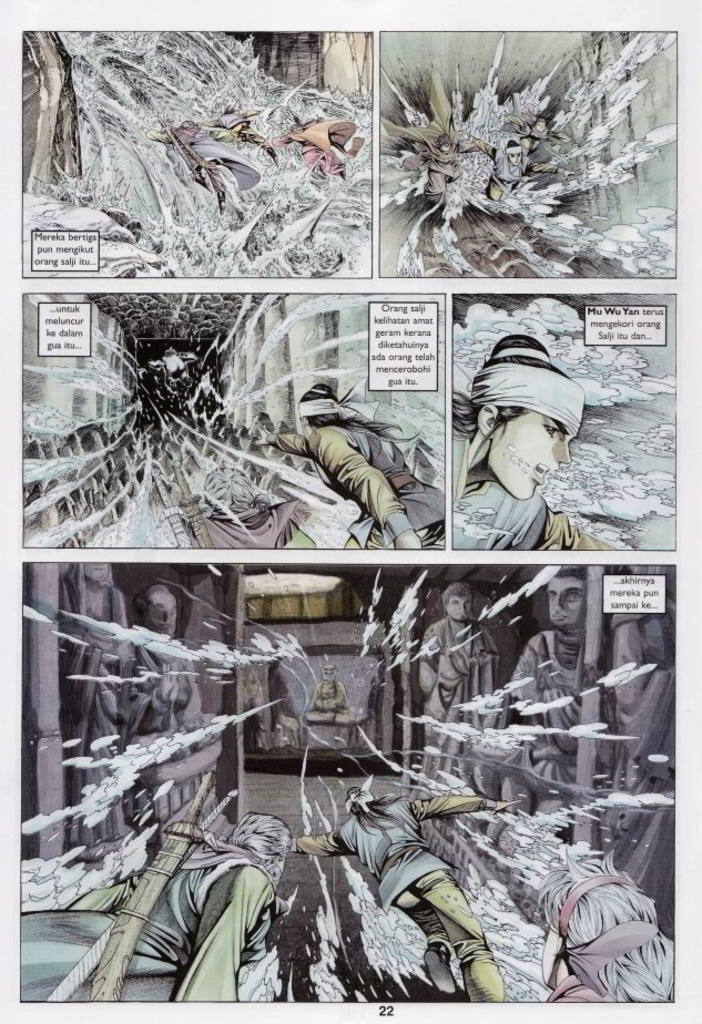 Mereka bertiga
pun mengikut
orang salji itu...
...untuk
meluncur
ke dalam
gua itu...
Orang salji
kelihatan amat
geram kerana
diketahuinya
ada orang telah
mencerobohi
gua itu.
Mu Wu Yan terus
mengekori orang
Salji itu dan...
...akhirnya
mereka pun
sampai ke...
22